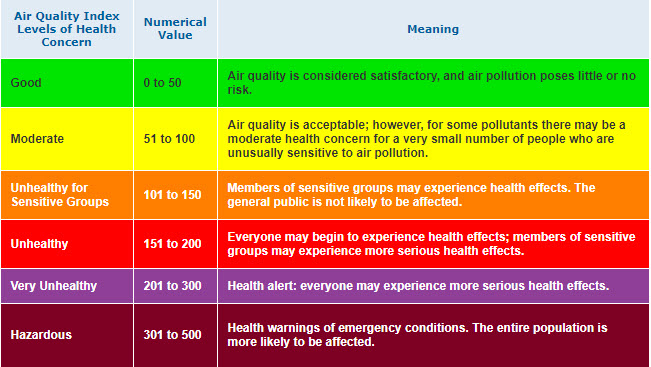 Air Quality Index
Levels of Health
Concern
Numerical
Value
Meaning
Good
0 to 50
Air quality is considered satisfactory, and air pollution poses little or no
risk.
Moderate
51 to 100
Air quality is acceptable; however, for some pollutants there may be a
moderate health concern for a very small number of people who are
unusually sensitive to air pollution.
Unhealthy for
Sensitive Groups
101 to 150
Members of sensitive groups may experience health effects. The
general public is not likely to be affected.
Unhealthy
151 to 200
Everyone may begin to experience health effects; members of sensitive
groups may experience more serious health effects.
Very Unhealthy
201 to 300
Health alert: everyone may experience more serious health effects.
Hazardous
301 to 500
Health warnings of emergency conditions. The entire population is
more likely to be affected.